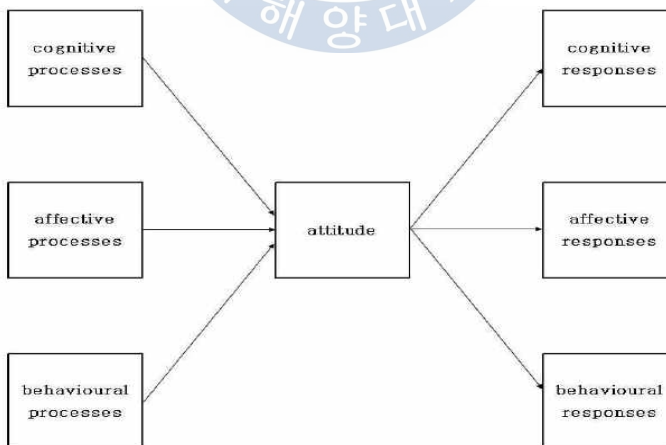 해양대
cognitive
processes
cognitive
responses
affective
processes
attitude
affective
responses
behavioural
processes
behavioural
responses